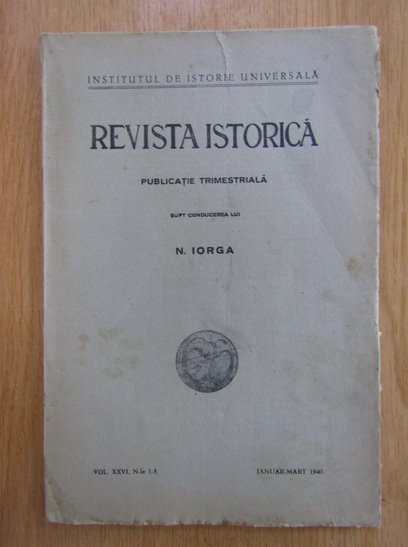 INSTITUTUL DE ISTORIE UNIVERSALĂ
REVISTA ISTORICĂ
PUBLICAȚIE TRIMESTRIALĂ
SUPT CONDUCEREA LUI
N. IORGA
VOL. XXVI, N-le 1-3
IANUAR-MART 1940